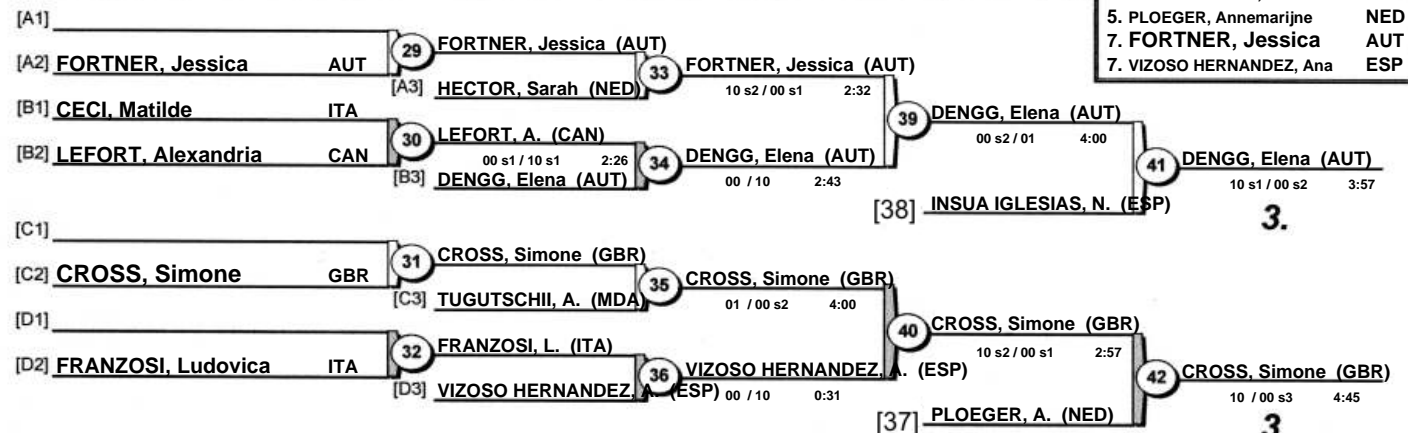 5. PLOEGER, Annemarijne NED
7. FORTNER, Jessica AUT
7. VIZOSO HERNANDEZ, Ana ESP
[A1]
[A2] FORTNER, Jessica AUT
29 FORTNER, Jessica (AUT)
[A3] HECTOR, Sarah (NED)
33 FORTNER, Jessica (AUT)
10 s2 / 00 s1 2:32
[B1] CECI, Matilde ITA
[B2] LEFORT, Alexandria CAN
30 LEFORT, A. (CAN)
00 s1 / 10 s1 2:26
[B3] DENGG, Elena (AUT)
34 DENGG, Elena (AUT)
00 / 10 2:43
39 DENGG, Elena (AUT)
00 s2 / 01 4:00
[38] INSUA IGLESIAS, N. (ESP)
41 DENGG, Elena (AUT)
10 s1 / 00 s2 3:57
3.
[C1]
[C2] CROSS, Simone GBR
31 CROSS, Simone (GBR)
[C3] TUGUTSCHII, A. (MDA)
35 CROSS, Simone (GBR)
01 / 00 s2 4:00
[D1]
[D2] FRANZOSI, Ludovica ITA
32 FRANZOSI, L. (ITA)
[D3] VIZOSO HERNANDEZ, A. (ESP)
36 VIZOSO HERNANDEZ, A. (ESP)
00 / 10 0:31
40 CROSS, Simone (GBR)
10 s2 / 00 s1 2:57
[37] PLOEGER, A. (NED)
42 CROSS, Simone (GBR)
10 / 00 s3 4:45
3